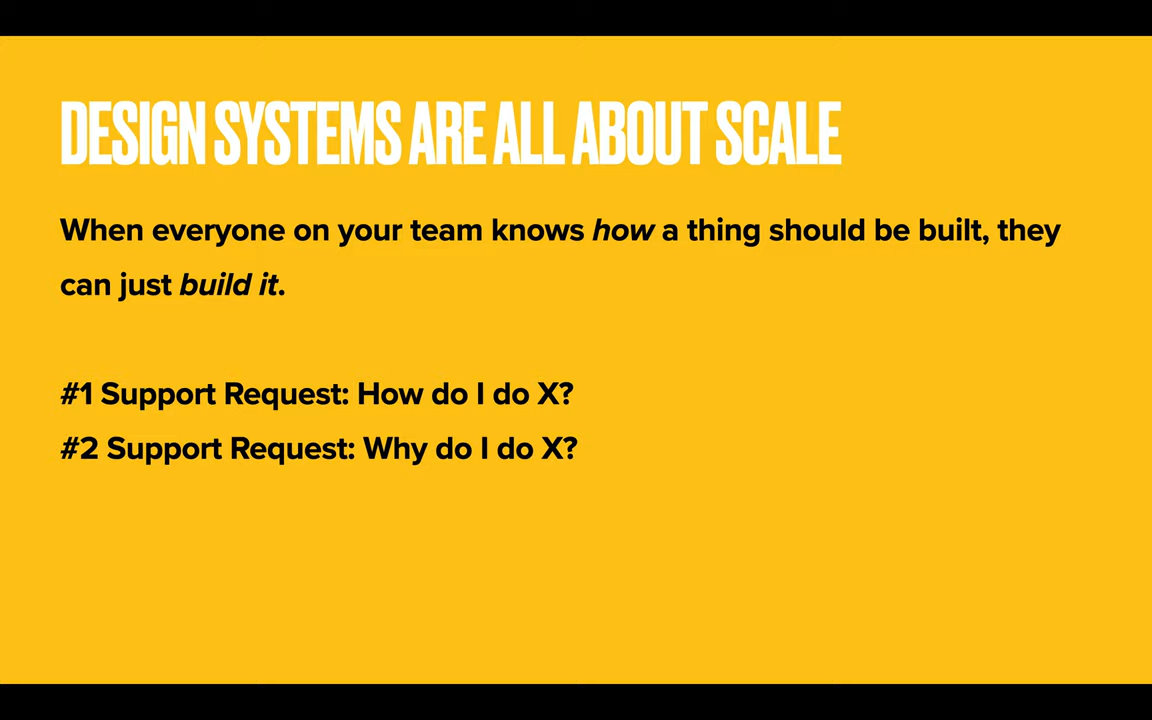 DESIGN SYSTEMS ARE ALL ABOUT SCALE
When everyone on your team knows how a thing should be built, they
can just build it.
#1 Support Request: How do I do X?
#2 Support Request: Why do I do X?